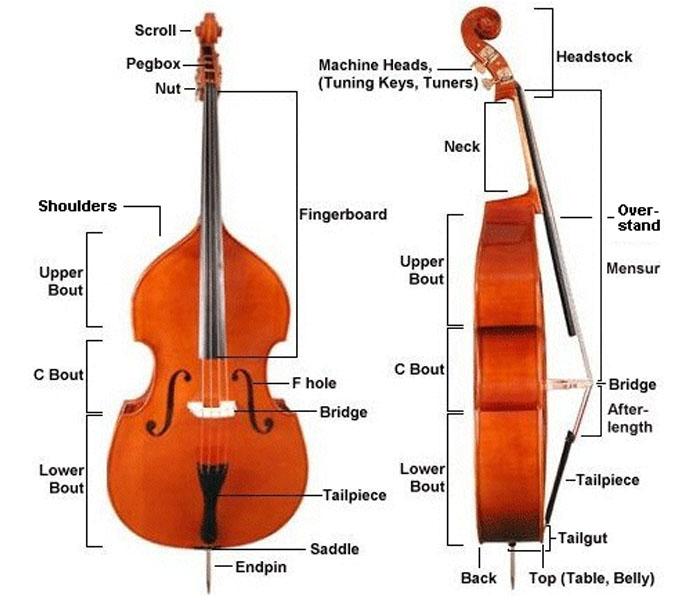 Scroll
Pegbox
Nut
Shoulders
Fingerboard
Upper
Bout
C Bout
F hole
Bridge
Lower
Bout
Tailpiece
Saddle
Endpin
Headstock
Machine Heads,
(Tuning Keys, Tuners)
Neck
Over-
stand
Upper
Bout
Mensur
C Bout
Bridge
After-
length
Lower
Bout
Tailpiece
Tailgut
Back
Top (Table, Belly)